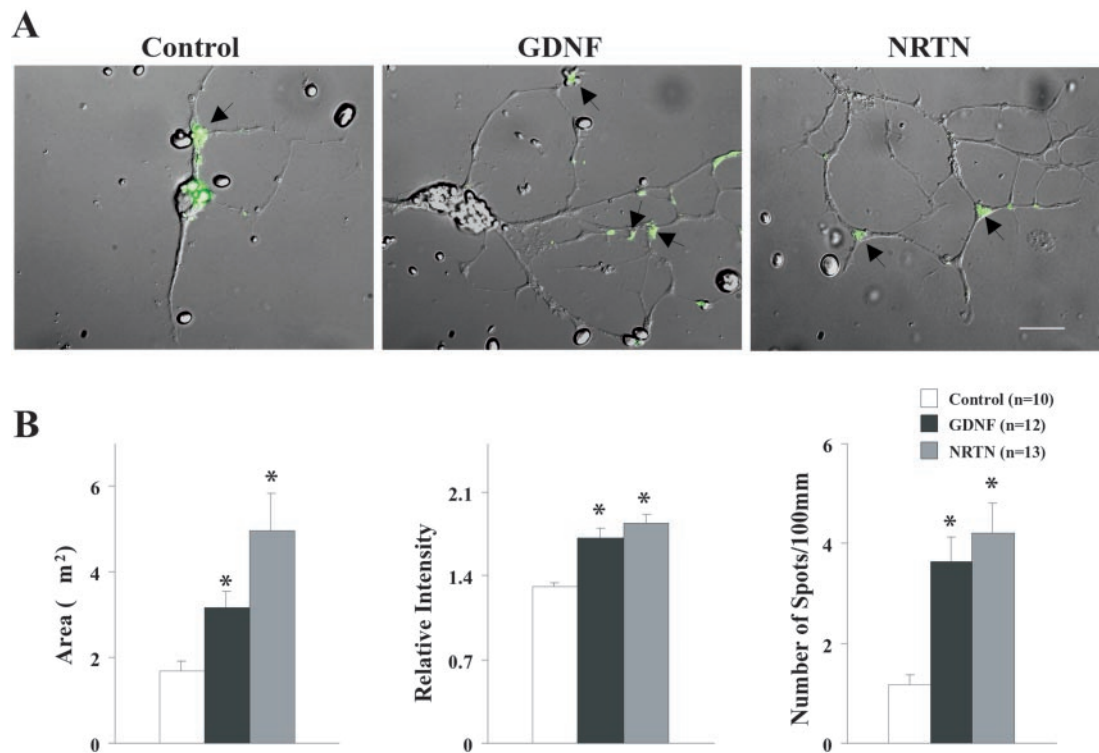 A
Control
GDNF
NRTN
B
Control (n=10)
GDNF (n=12)
NRTN (n=13)
Area (  m²)
6
4
2
0
*
*
Relative Intensity
2.1
1.4
0.7
0
*
*
Number of Spots/100mm
6
4
2
0
*
*